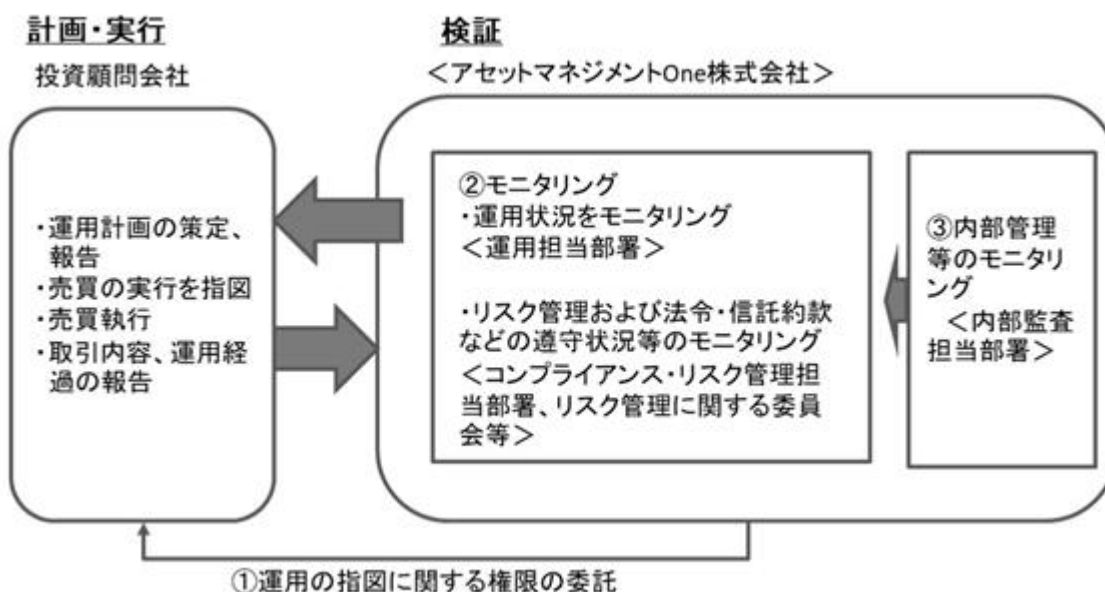 計画・実行
投資顧問会社
・運用計画の策定、
報告
・売買の実行を指図
・売買執行
・取引内容、運用経
過の報告
検証
＜アセットマネジメントOne株式会社＞
②モニタリング
・運用状況をモニタリング
＜運用担当部署＞
・リスク管理および法令・信託約款
などの遵守状況等のモニタリング
＜コンプライアンス・リスク管理担
当部署、リスク管理に関する委員
会等＞
③内部管理
等のモニタリ
ング
＜内部監査
担当部署＞
①運用の指図に関する権限の委託